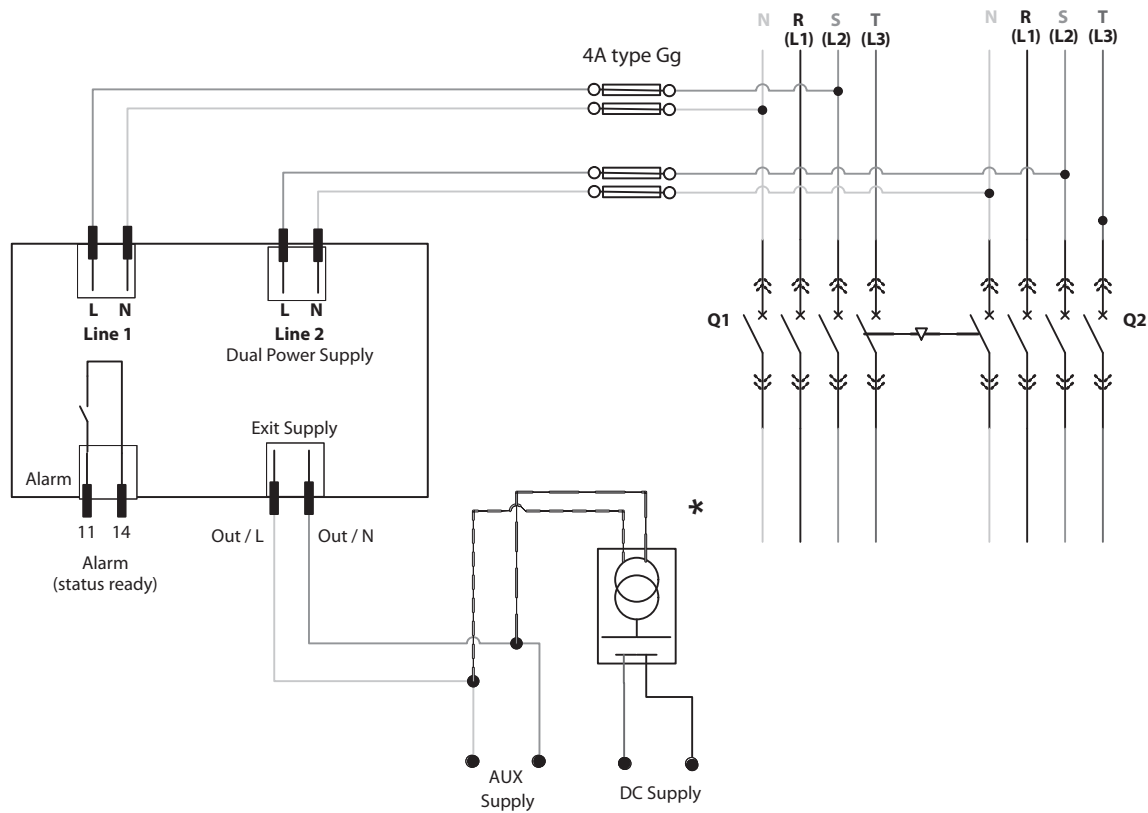 N R S T
(L1) (L2) (L3)
N R S T
(L1) (L2) (L3)
4A type Gg
L N
Line 1
L N
Line 2
Dual Power Supply
Q1
Q2
Exit Supply
Alarm
11 14
Out / L
Out / N
*
Alarm
(status ready)
AUX
Supply
DC Supply